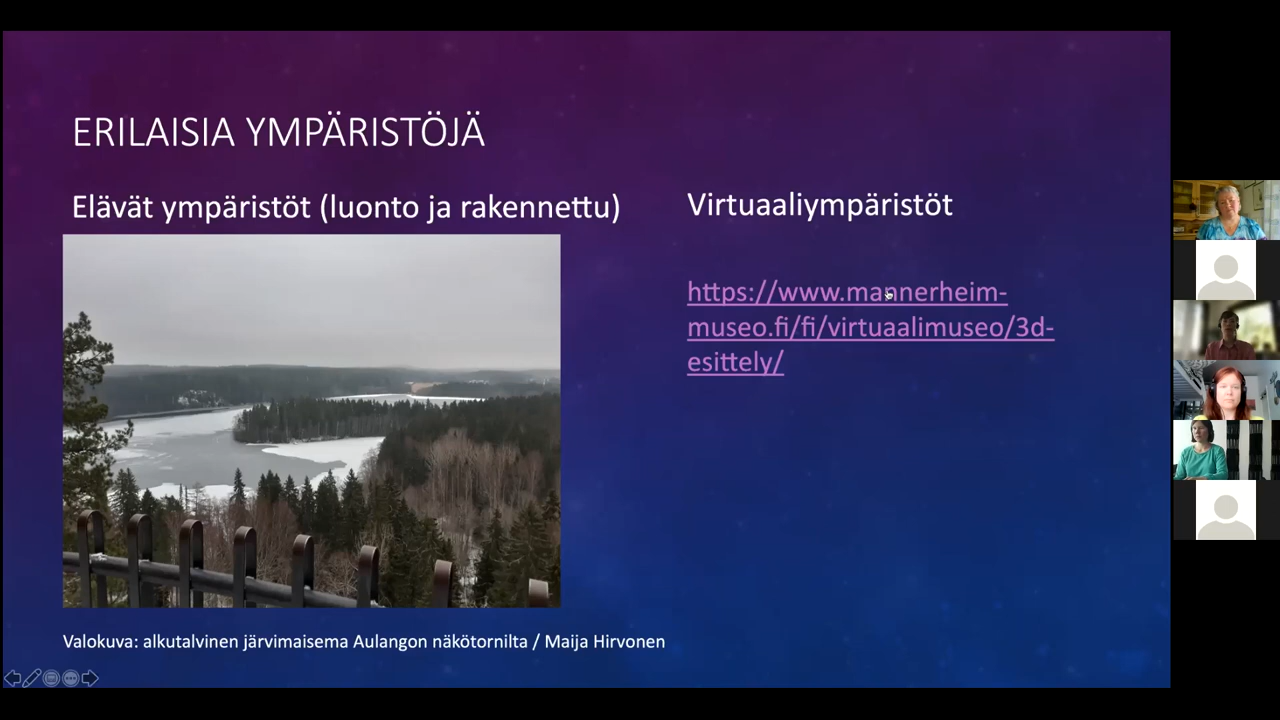 ERILAISIA YMPÄRISTÖJÄ
Elävät ympäristöt (luonto ja rakennettu)
Valokuva: alkutalvinen järvimaisema Aulangon näkötornilta / Maija Hirvonen
Virtuaaliympäristöt
https://www.mannerheim-
museo.fi/fi/virtuaalimuseo/3d-
esittely/